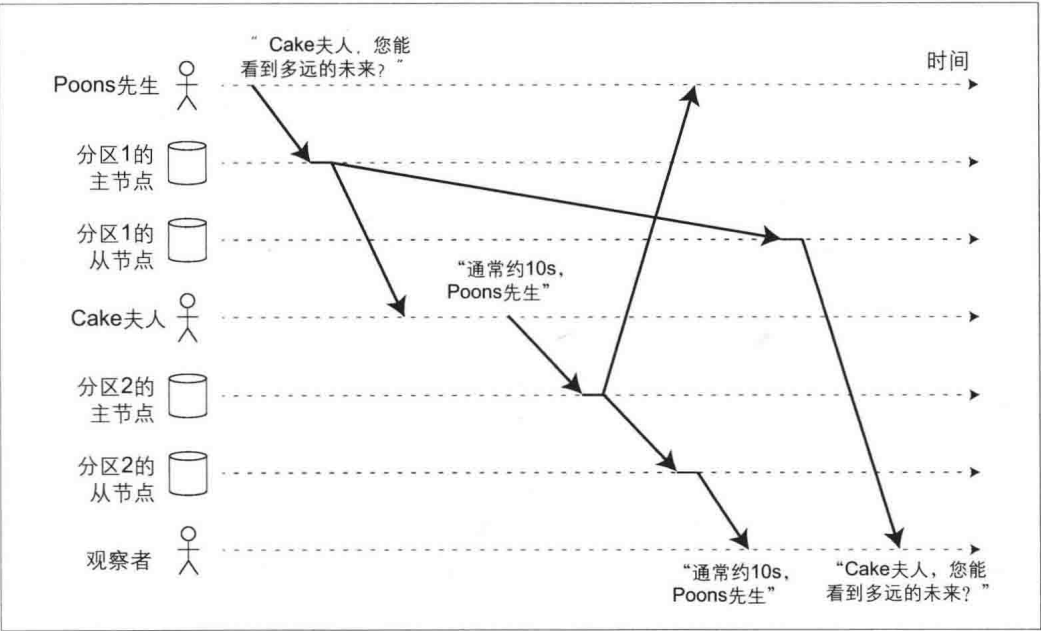 “Cake夫人，您能
看到多远的未来？”
时间
Poons先生
分区1的
主节点
分区1的
从节点
“通常约10s，
Poons先生”
Cake夫人
分区2的
主节点
分区2的
从节点
观察者
“通常约10s，
Poons先生”
“Cake夫人，您能
看到多远的未来？”